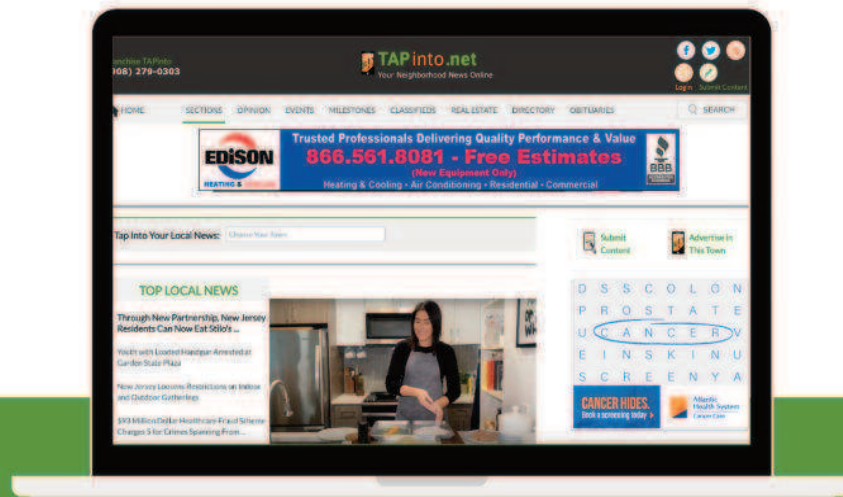 Franchise TAPinto
(908) 279-0303
TAPinto.net
Your Neighborhood News Online
Login Submit Content
HOME SECTIONS OPINION EVENTS MILESTONES CLASSIFIEDS REAL ESTATE DIRECTORY OBITUARIES SEARCH
EDiSON
HEATING & COOLING
Trusted Professionals Delivering Quality Performance & Value
866.561.8081 - Free Estimates
(New Equipment Only)
Heating & Cooling • Air Conditioning • Residential • Commercial
BBB
Tap Into Your Local News: Choose Your Town
Submit
Content
Advertise in
This Town
TOP LOCAL NEWS
Through New Partnership, New Jersey
Residents Can Now Eat Stilo's ...
Youth with Loaded Handgun Arrested at
Garden State Plaza
New Jersey Loosens Restrictions on Indoor
and Outdoor Gatherings
$93 Million Dollar Healthcare Fraud Scheme
Charges 5 for Crimes Spanning From ...
D S S C O L O N
P R O S T A T E
U C A N C E R V
E I N S K I N U
S C R E E N Y A
CANCER HIDES.
Book a screening today >
Atlantic
Health System
Cancer Care